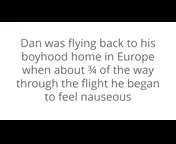 Dan was flying back to his
boyhood home in Europe
when about ¾ of the way
through the flight he began
to feel nauseous